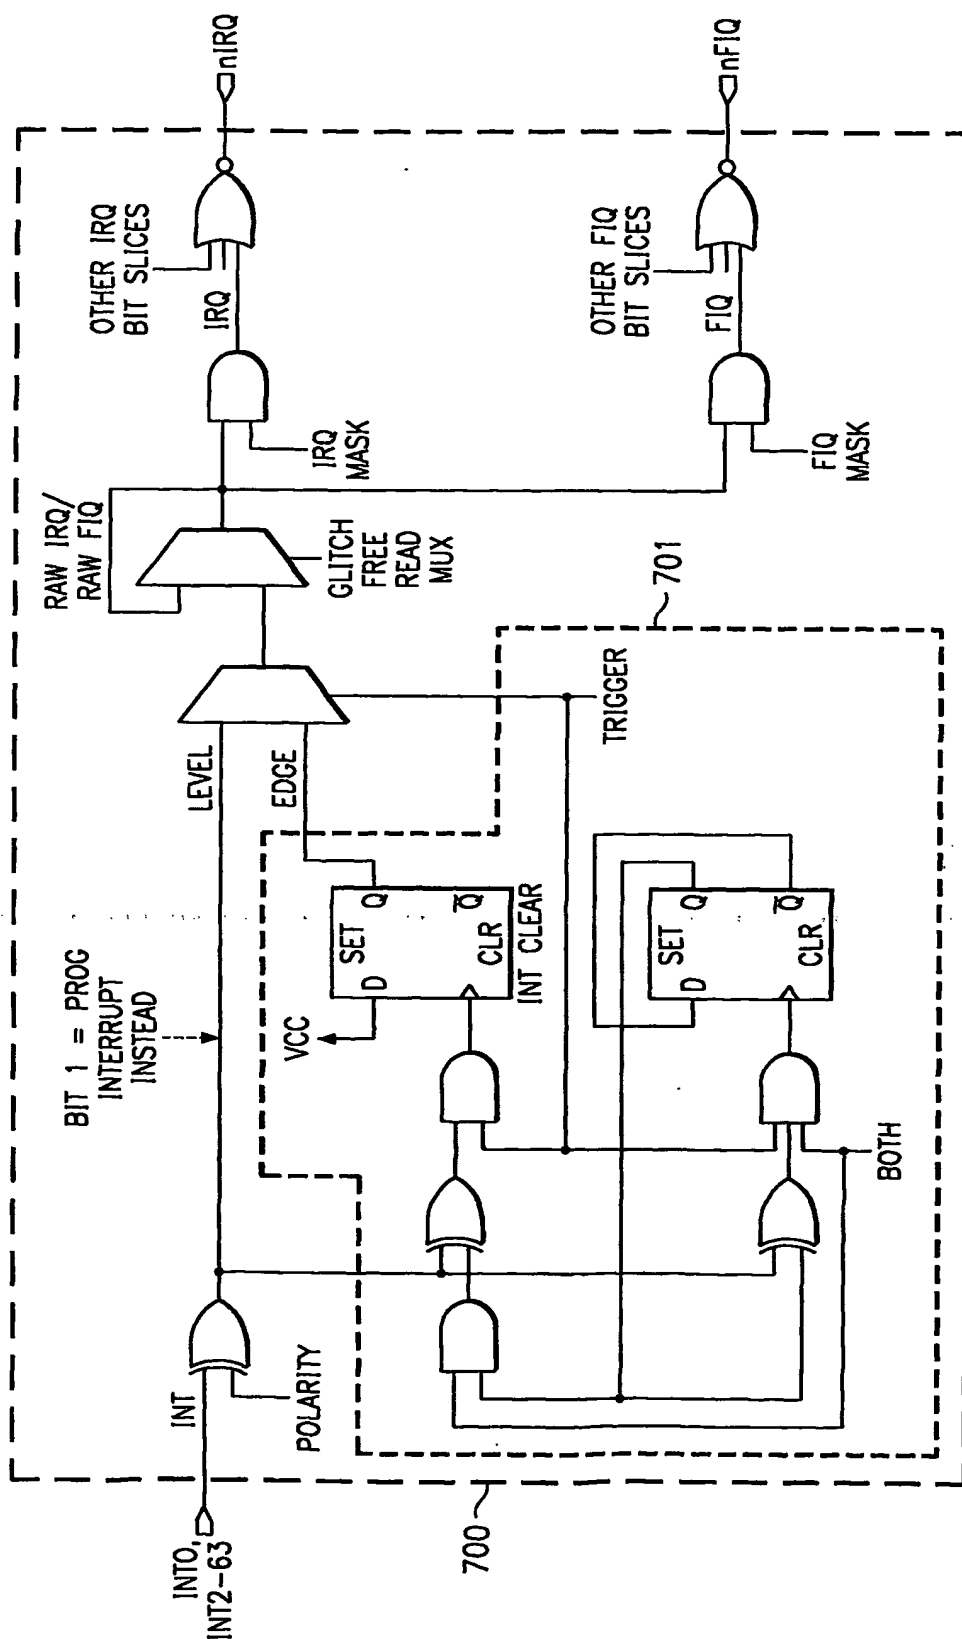 INT0,
INT2-63
700
INT
POLARITY
BIT 1 = PROG
INTERRUPT
INSTEAD
LEVEL
EDGE
VCC
D
SET
Q
Q̅
CLR
INT CLEAR
D
SET
Q
Q̅
CLR
BOTH
TRIGGER
701
RAW IRQ/
RAW FIQ
GLITCH
FREE
READ
MUX
IRQ
MASK
OTHER IRQ
BIT SLICES
IRQ
nIRQ
FIQ
MASK
OTHER FIQ
BIT SLICES
FIQ
nFIQ